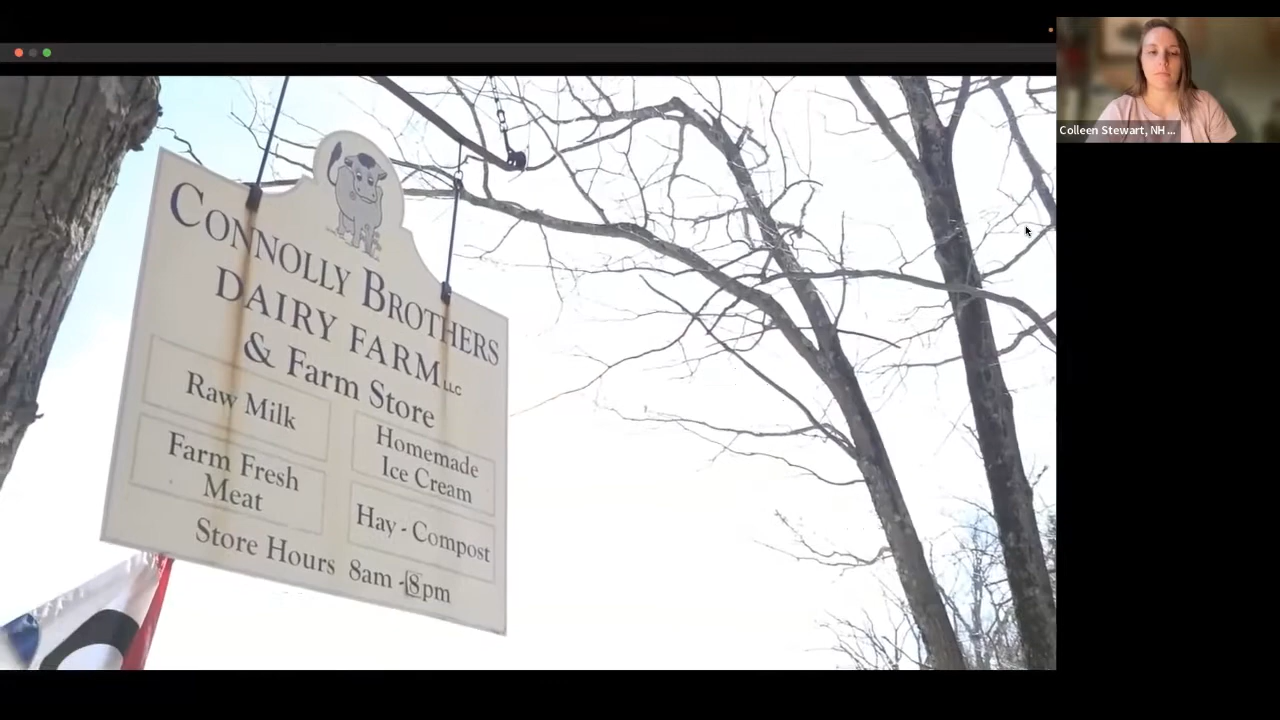 CONNOLLY BROTHERS
DAIRY FARM LLC
& Farm Store
Raw Milk
Homemade
Ice Cream
Farm Fresh
Meat
Hay - Compost
Store Hours 8am - 8pm
Colleen Stewart, NH ...